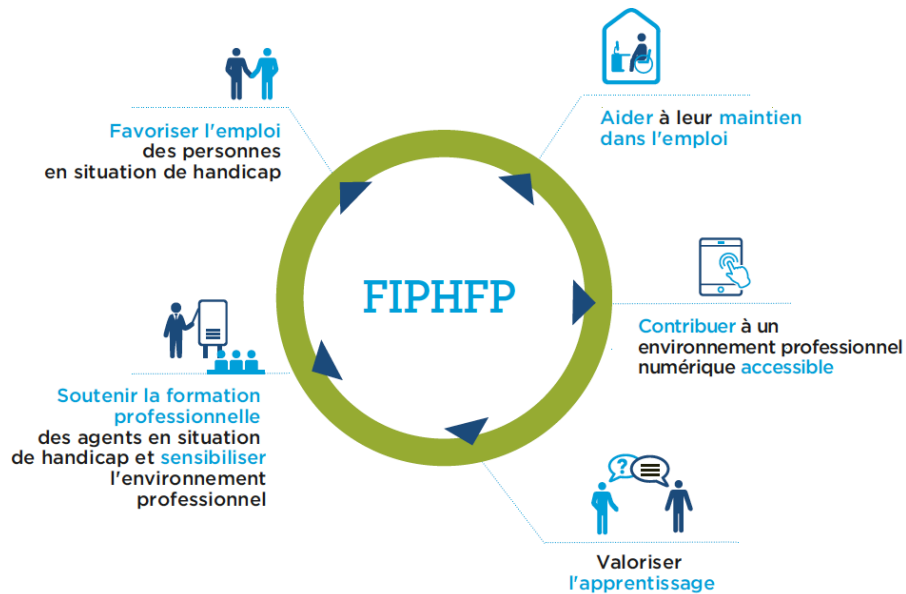 Favoriser l'emploi
des personnes
en situation de handicap
Aider à leur maintien
dans l'emploi
FIPHFP
Contribuer à un
environnement professionnel
numérique accessible
Soutenir la formation
professionnelle
des agents en situation
de handicap et sensibiliser
l'environnement
professionnel
?
Valoriser
l'apprentissage